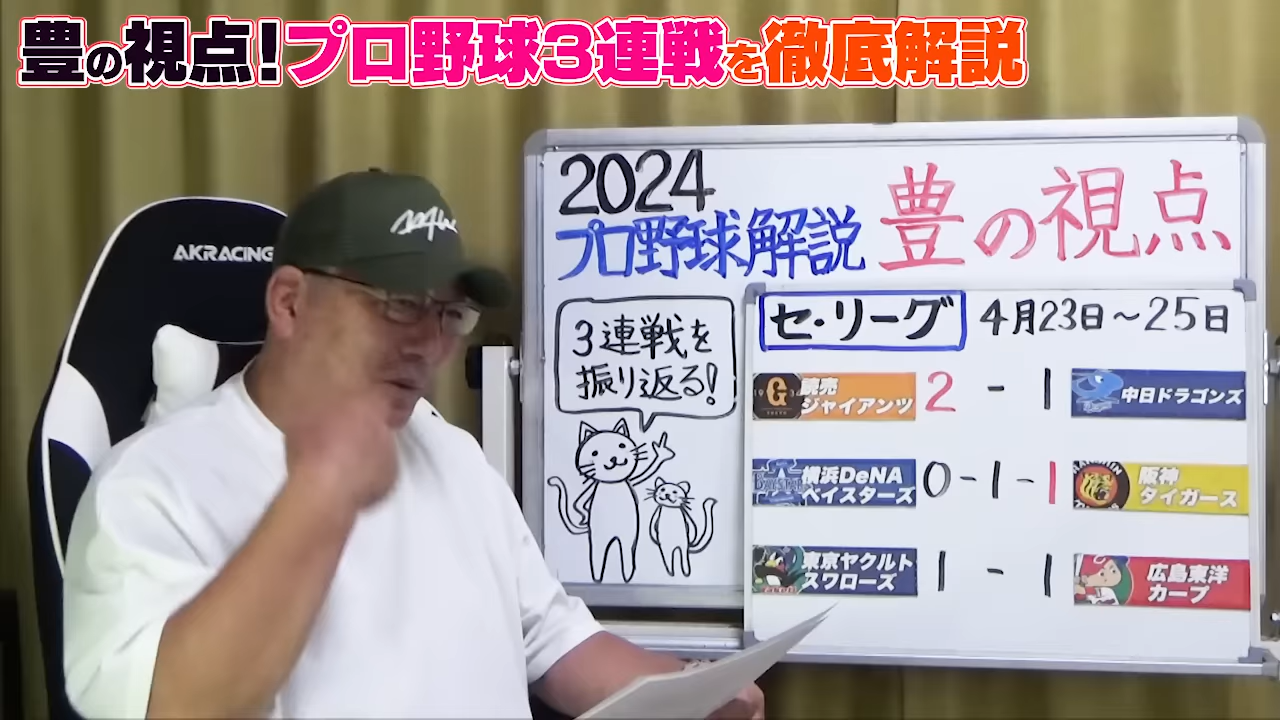 豊の視点!プロ野球3連戦を徹底解説
AKRACING
2024
プロ野球解説 豊の視点
3連戦を
振り返る!
セ・リーグ 4月23日〜25日
読売
ジャイアンツ 2 - 1 中日ドラゴンズ
横浜DeNA
ベイスターズ 0 - 1 - 1 阪神
タイガース
東京ヤクルト
スワローズ 1 - 1 広島東洋
カープ